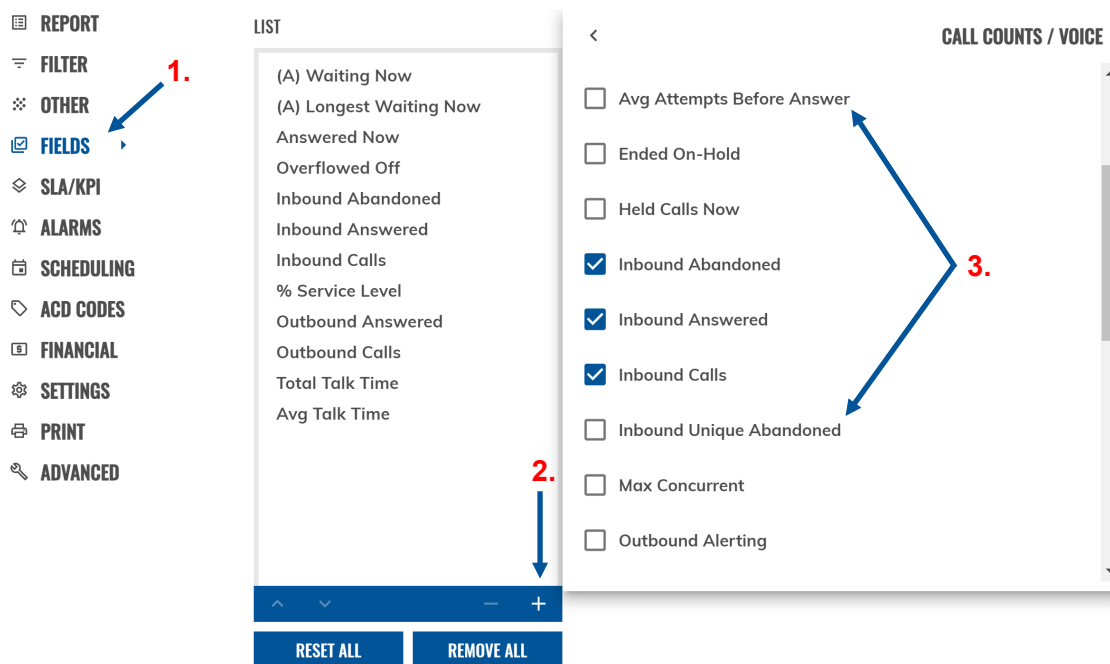 REPORT
FILTER
OTHER
FIELDS
SLA/KPI
ALARMS
SCHEDULING
ACD CODES
FINANCIAL
SETTINGS
PRINT
ADVANCED
1.
LIST
(A) Waiting Now
(A) Longest Waiting Now
Answered Now
Overflowed Off
Inbound Abandoned
Inbound Answered
Inbound Calls
% Service Level
Outbound Answered
Outbound Calls
Total Talk Time
Avg Talk Time
2.
RESET ALL
REMOVE ALL
CALL COUNTS / VOICE
Avg Attempts Before Answer
Ended On-Hold
Held Calls Now
Inbound Abandoned
Inbound Answered
Inbound Calls
Inbound Unique Abandoned
Max Concurrent
Outbound Alerting
3.